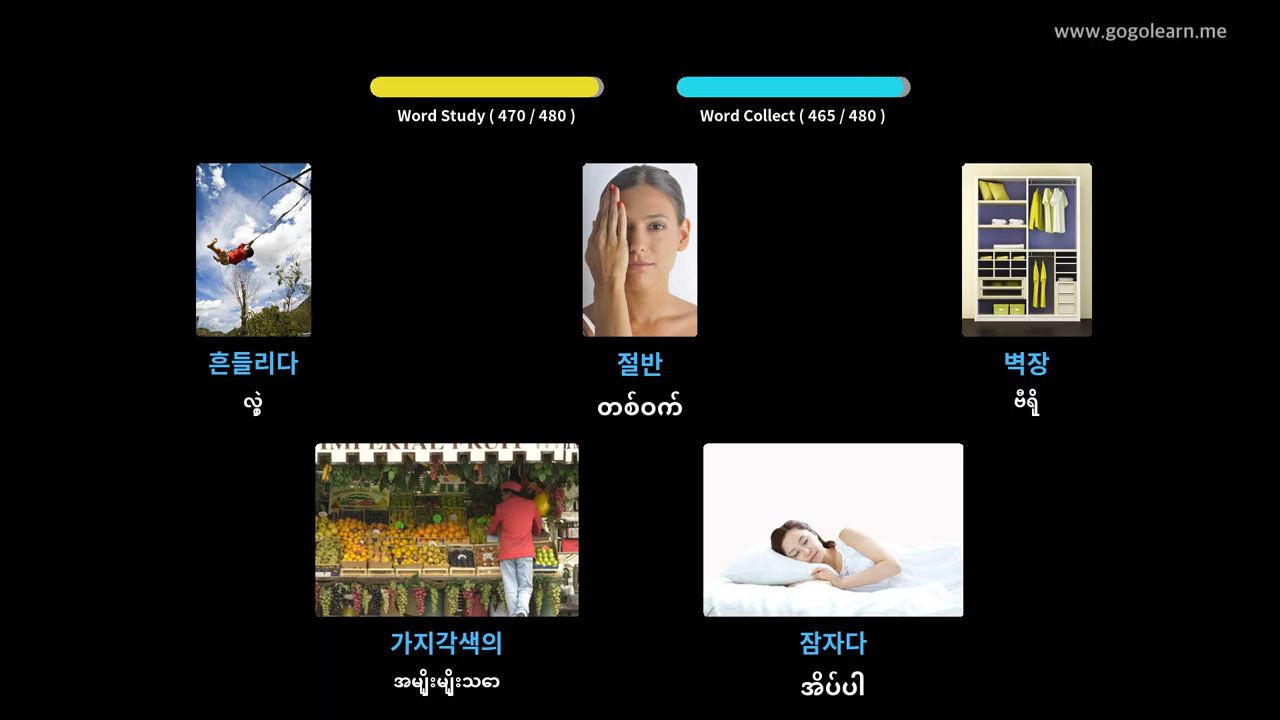 www.gogolearn.me
Word Study ( 470 / 480 )
Word Collect ( 465 / 480 )
흔들리다
လွှဲ
절반
တစ်ဝက်
벽장
ဗီရို
IMPERIAL FRUIT
가지각색의
အမျိုးမျိုးသော
잠자다
အိပ်ပါ